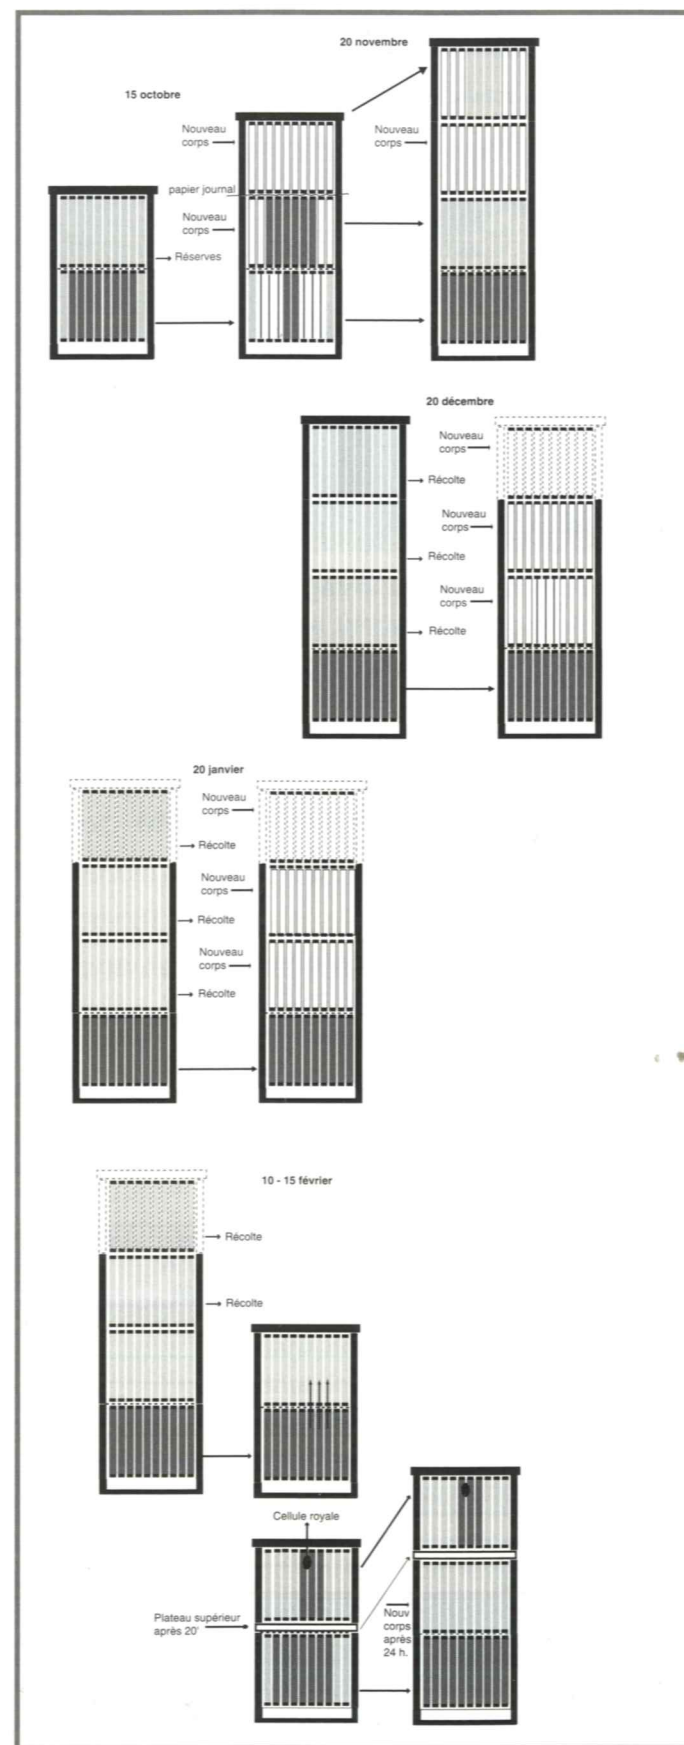 20 novembre
15 octobre
Nouveau
corps
Nouveau
corps
papier journal
Nouveau
corps
Réserves
20 décembre
Nouveau
corps
Récolte
Nouveau
corps
Récolte
Nouveau
corps
Récolte
20 janvier
Nouveau
corps
Récolte
Nouveau
corps
Récolte
Nouveau
corps
Récolte
10 - 15 février
Récolte
Récolte
Cellule royale
Plateau supérieur
après 20'
Nouv
corps
après
24 h.